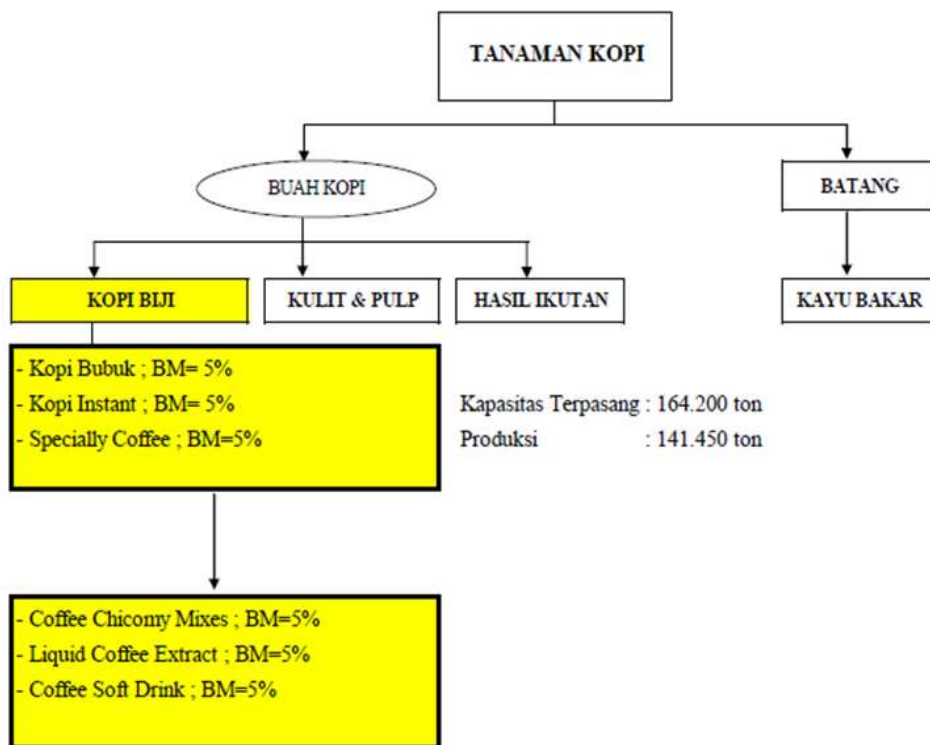 TANAMAN KOPI
BUAH KOPI
BATANG
KOPI BIJI
KULIT & PULP
HASIL IKUTAN
KAYU BAKAR
- Kopi Bubuk ; BM= 5%
- Kopi Instant ; BM= 5%
- Specially Coffee ; BM=5%
Kapasitas Terpasang : 164.200 ton
Produksi : 141.450 ton
- Coffee Chicomy Mixes ; BM=5%
- Liquid Coffee Extract ; BM=5%
- Coffee Soft Drink ; BM=5%